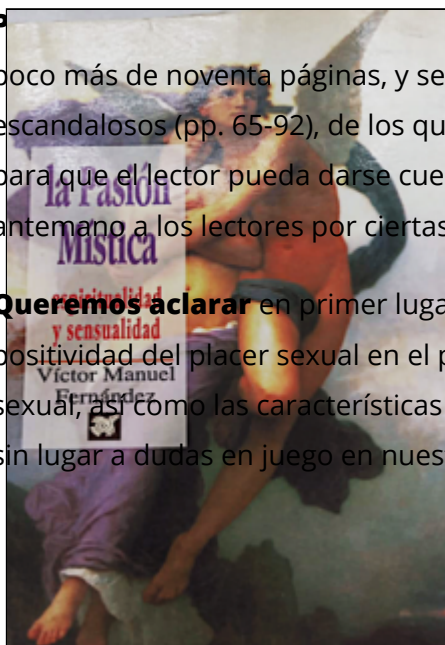 poco más de noventa páginas, y se
escandalosos (pp. 65-92), de los qu
para que el lector pueda darse cue
antemano a los lectores por ciertas
Queremos aclarar en primer luga
positividad del placer sexual en el p
sexual, así como las características
sin lugar a dudas en juego en nues
la Pasión
Mística
espiritualidad
y sensualidad
Víctor Manuel
Fernández